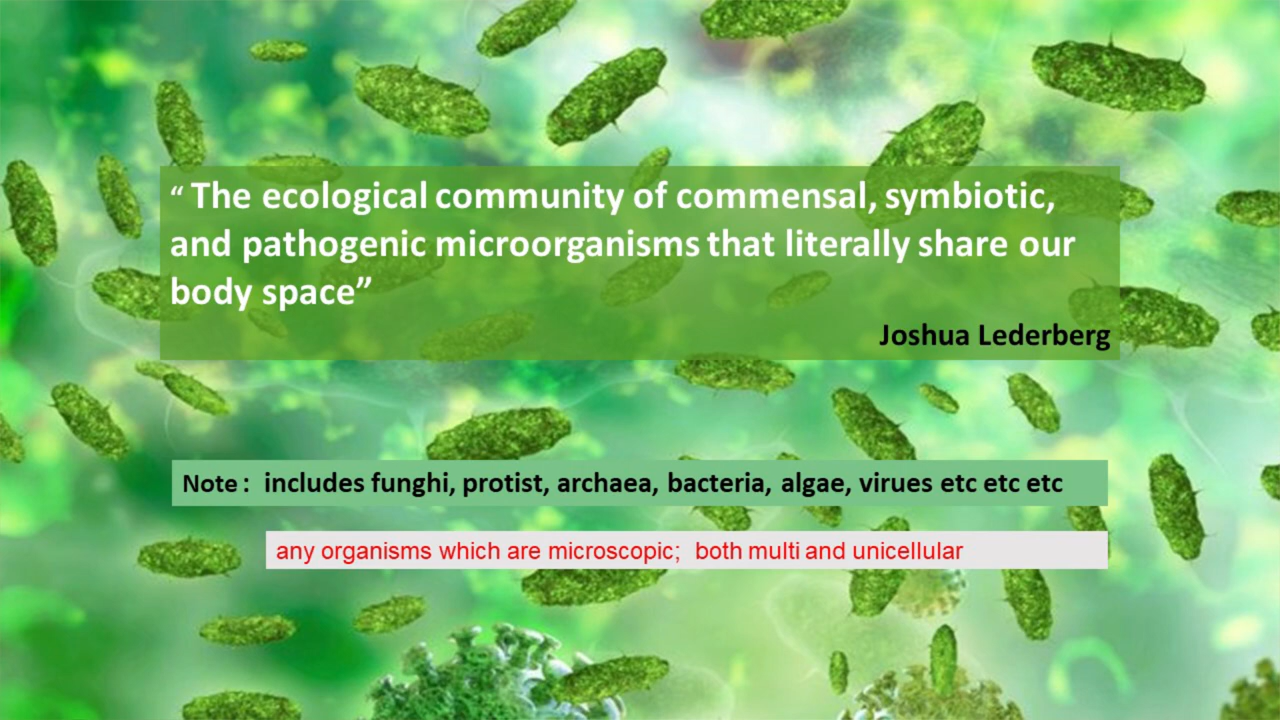 “ The ecological community of commensal, symbiotic,
and pathogenic microorganisms that literally share our
body space”
Joshua Lederberg
Note : includes funghi, protist, archaea, bacteria, algae, virues etc etc etc
any organisms which are microscopic; both multi and unicellular